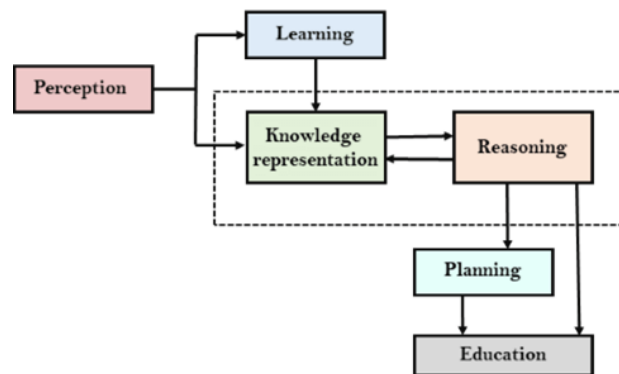 Learning
Perception
Knowledge
representation
Reasoning
Planning
Education